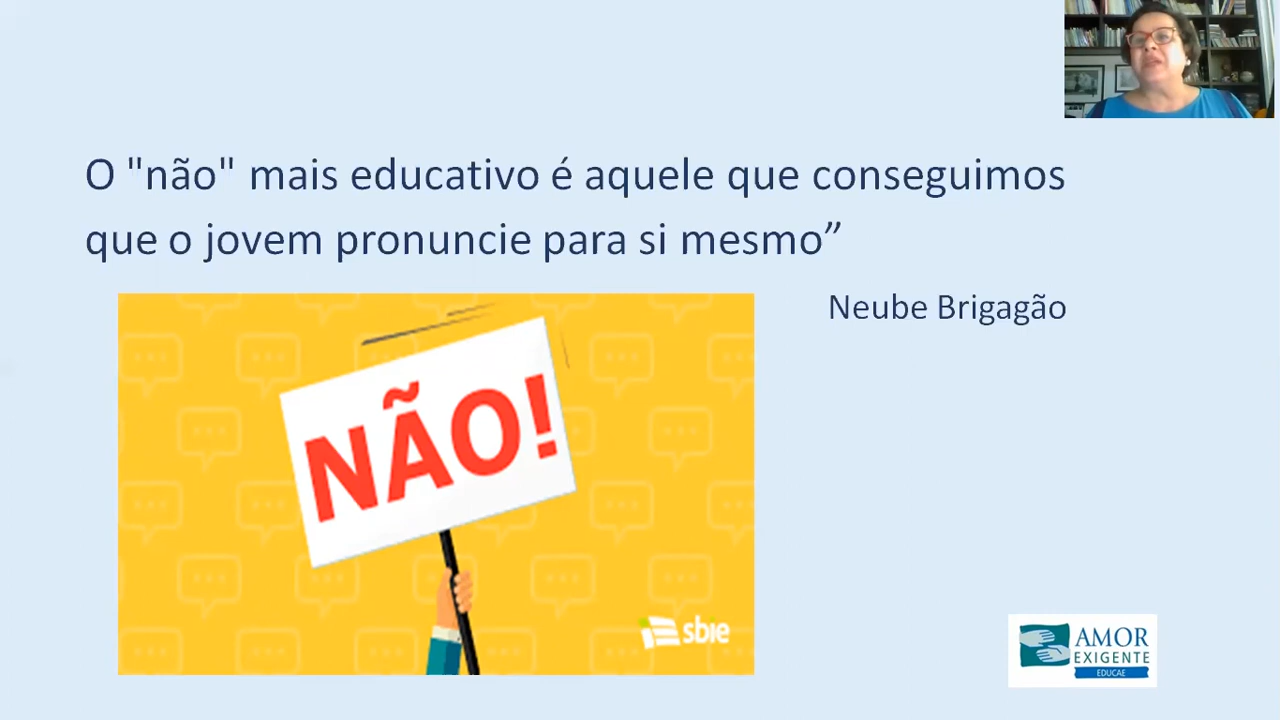 O "não" mais educativo é aquele que conseguimos
que o jovem pronuncie para si mesmo”
Neube Brigagão
NÃO!
sbie
AMOR
EXIGENTE
EDUCAE